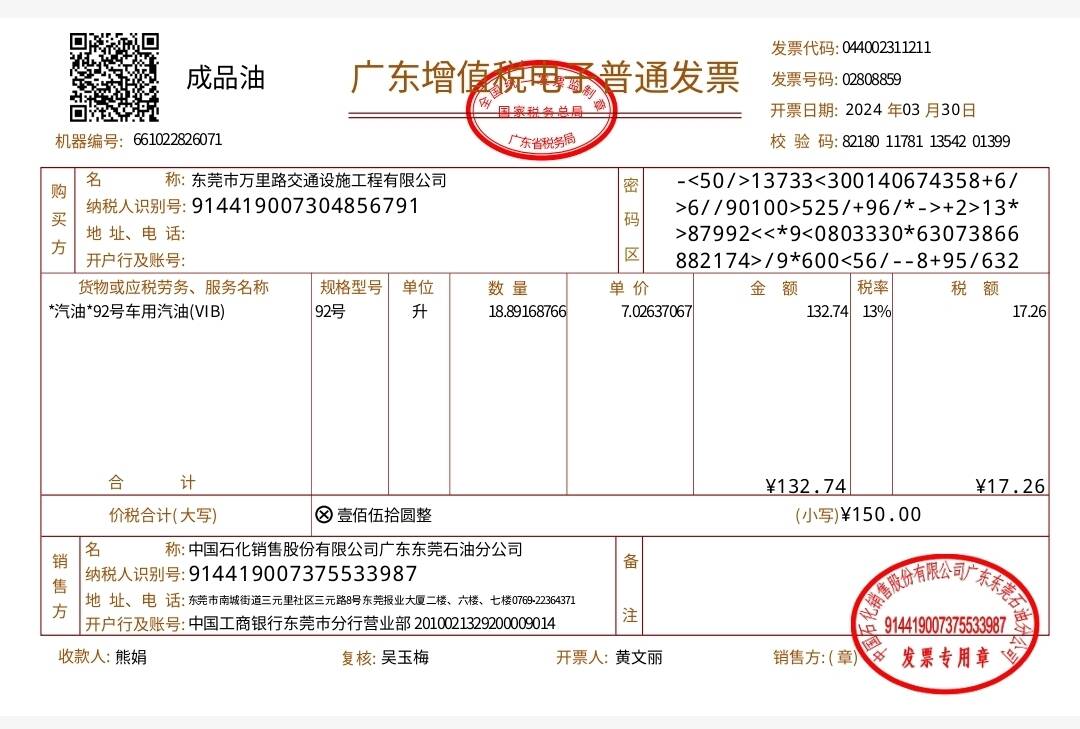 成品油
广东增值税电子普通发票
全国统一发票监制章
国家税务总局
广东省税务局
发票代码: 044002311211
发票号码: 02808859
开票日期: 2024 年03 月30日
校 验 码: 82180 11781 13542 01399
机器编号: 661022826071
购买方
名 称: 东莞市万里路交通设施工程有限公司
纳税人识别号: 914419007304856791
地 址、电 话:
开户行及账号:
密码区
-<50/>13733<300140674358+6/
>6//90100>525/+96/*->+2>13*
>87992<<*9<0803330*63073866
882174>/9*600<56/--8+95/632
货物或应税劳务、服务名称 规格型号 单位 数 量 单 价 金 额 税率 税 额
*汽油*92号车用汽油(VIB) 92号 升 18.89168766 7.02637067 132.74 13% 17.26
合 计 ¥132.74 ¥17.26
价税合计(大写) ⊗壹佰伍拾圆整 (小写)¥150.00
销售方
名 称: 中国石化销售股份有限公司广东东莞石油分公司
纳税人识别号: 914419007375533987
地 址、电 话: 东莞市南城街道三元里社区三元路8号东莞报业大厦二楼、六楼、七楼0769-22364371
开户行及账号: 中国工商银行东莞市分行营业部 2010021329200009014
备注
收款人: 熊娟 复核: 吴玉梅 开票人: 黄文丽 销售方:(章)
中国石化销售股份有限公司广东东莞石油分公司
914419007375533987
发票专用章